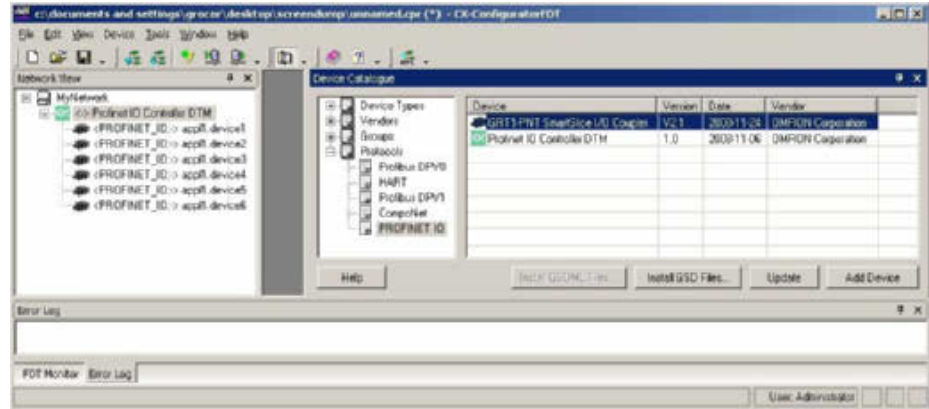 c:\documents and settings\grocor\desktop\screendump\unnamed.cpr (*) - CX-ConfiguratorFDT
File Edit View Device Tools Window Help
Network View
MyNetwork
<> Profinet IO Controller DTM
<PROFINET_IO:> appl1.device1
<PROFINET_IO:> appl1.device2
<PROFINET_IO:> appl1.device3
<PROFINET_IO:> appl1.device4
<PROFINET_IO:> appl1.device5
<PROFINET_IO:> appl1.device6
Device Catalogue
Device Types
Vendors
Groups
Protocols
Profibus DPV0
HART
Profibus DPV1
CompoNet
PROFINET IO
Device Version Date Vendor
GRT1-PNT SmartSlice I/O Coupler V2.1 2008-11-24 OMRON Corporation
Profinet IO Controller DTM 1.0 2008-11-06 OMRON Corporation
Help
Install GSDML Files...
Install GSD Files...
Update
Add Device
Error Log
FDT Monitor Error Log
User: Administrator